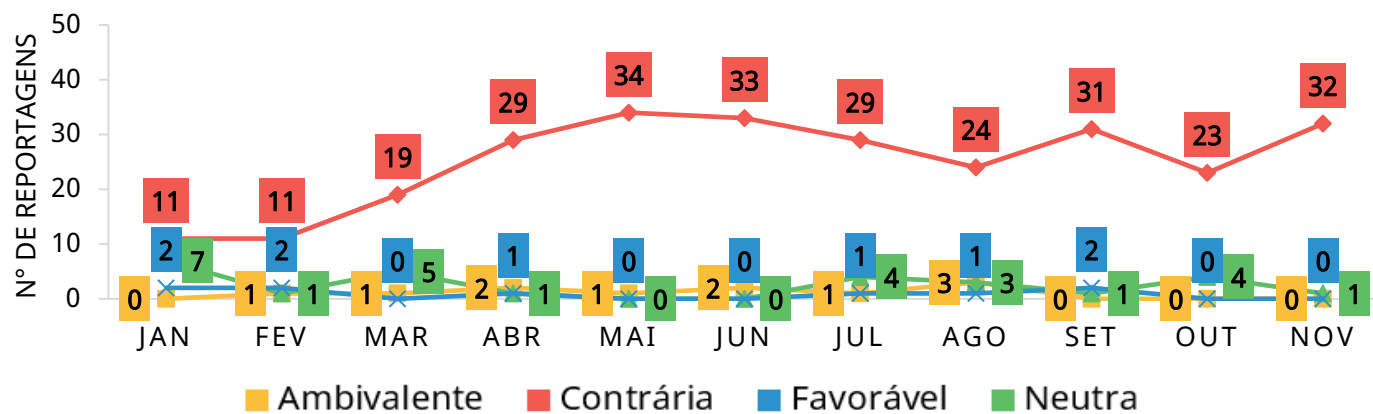 N° DE REPORTAGENS
50
40
30
20
10
0
11 11 19 29 34 33 29 24 31 23 32
2 2 0 1 0 0 1 1 2 0 0
7 1 5 1 0 0 4 3 1 4 1
0 1 1 2 1 2 1 3 0 0 0
JAN FEV MAR ABR MAI JUN JUL AGO SET OUT NOV
Ambivalente Contrária Favorável Neutra